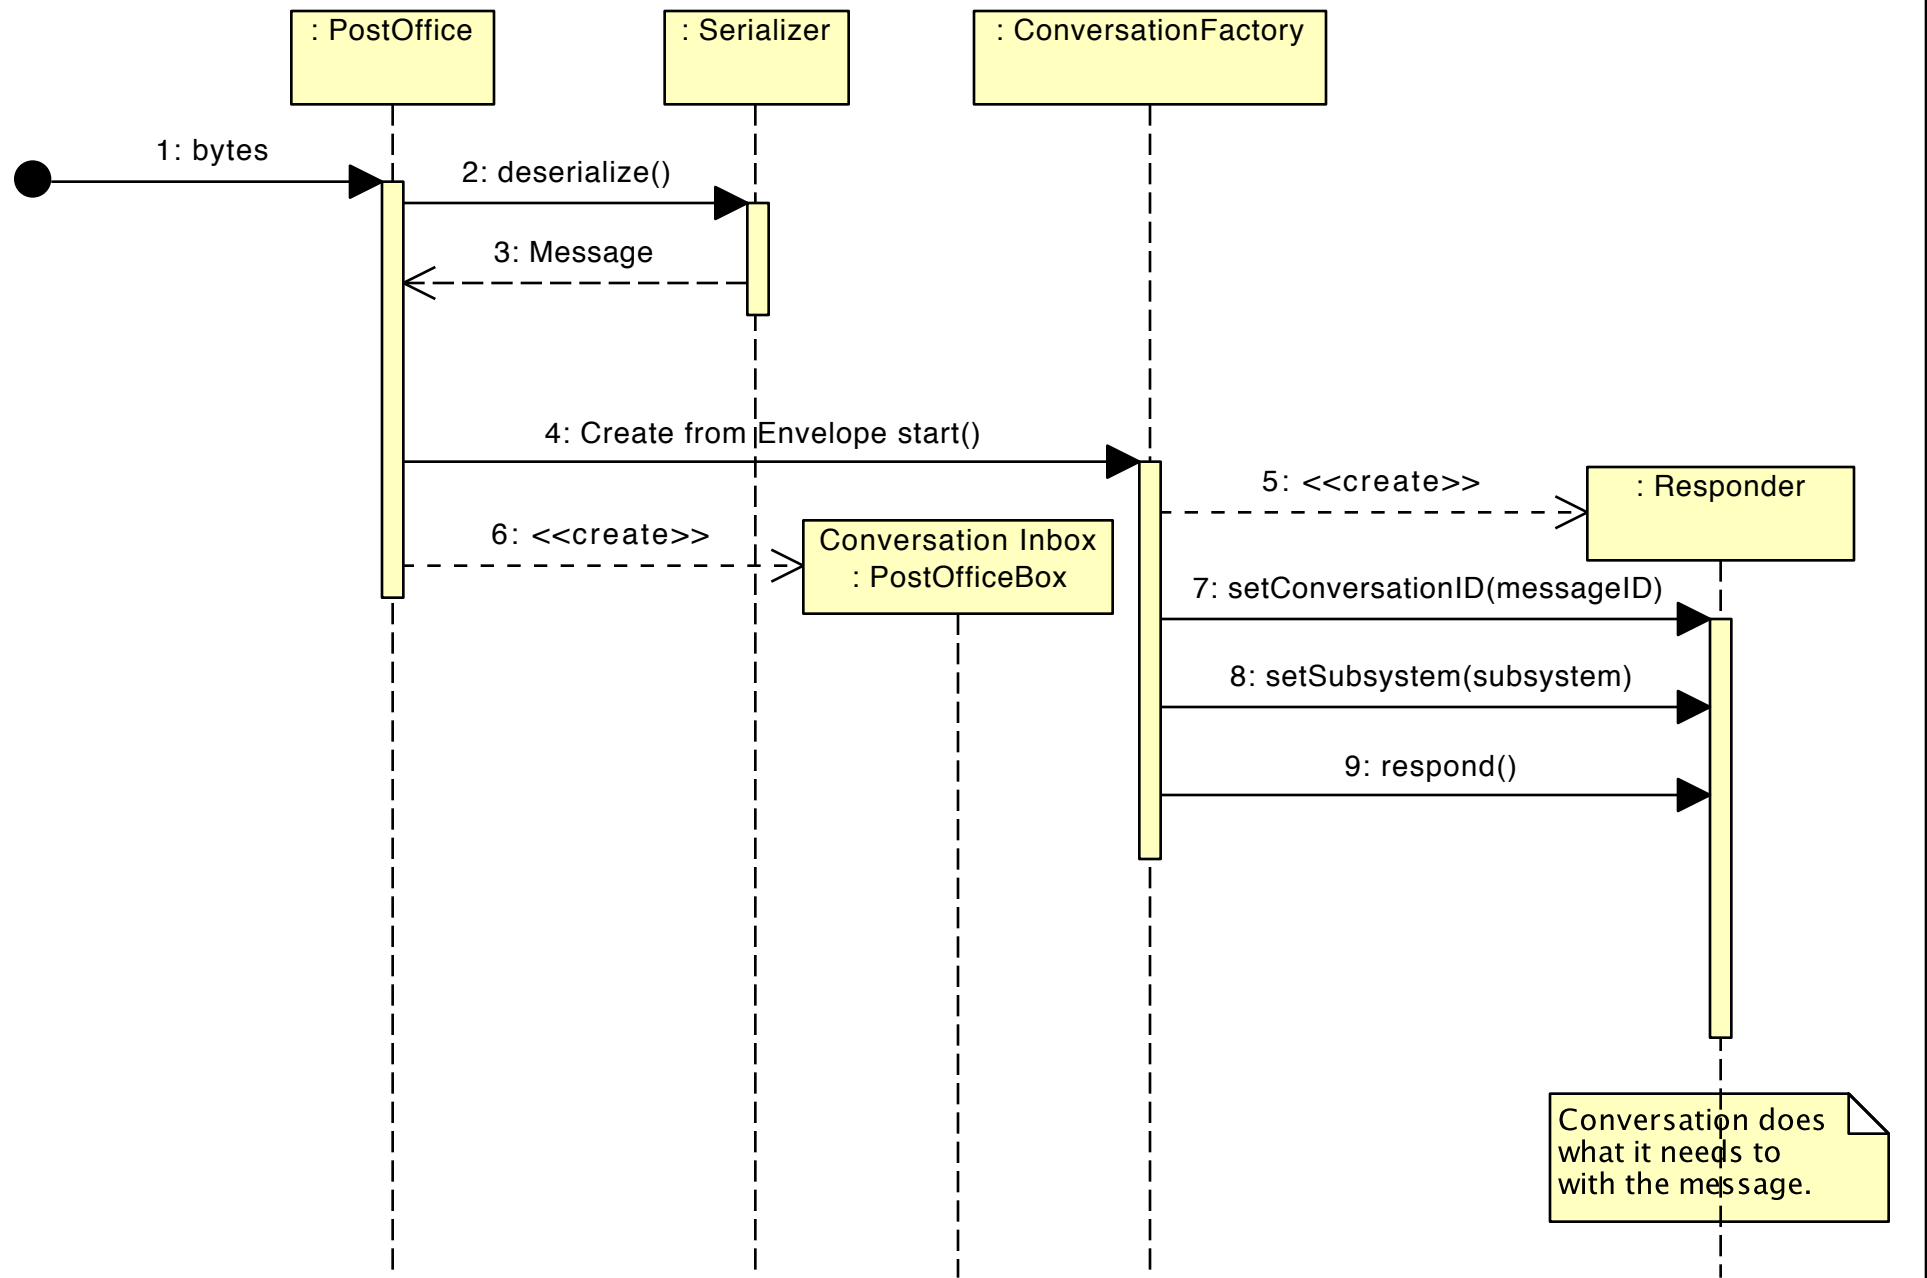 : PostOffice
: Serializer
: ConversationFactory
1: bytes
2: deserialize()
3: Message
4: Create from Envelope start()
5: <<create>>
: Responder
6: <<create>>
Conversation Inbox
: PostOfficeBox
7: setConversationID(messageID)
8: setSubsystem(subsystem)
9: respond()
Conversation does
what it needs to
with the message.